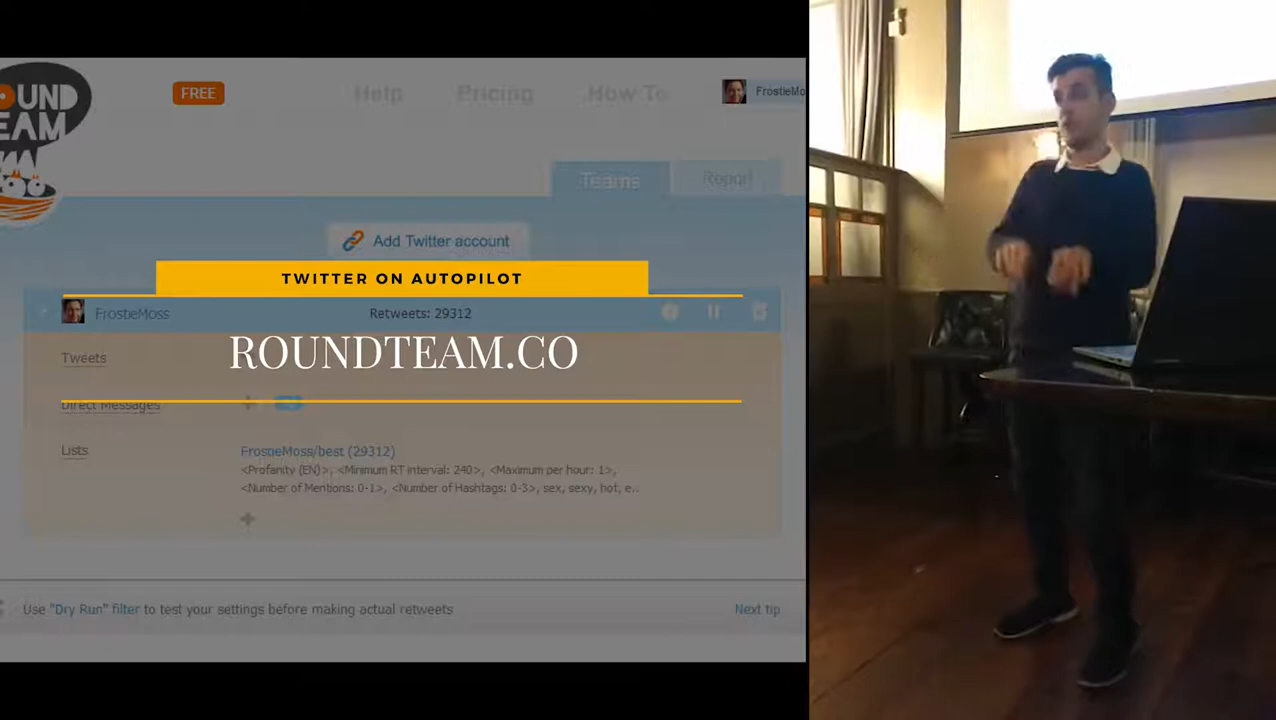 OUND
EAM
FREE
Help
Pricing
How To
FrostieMo
Teams
Report
Add Twitter account
TWITTER ON AUTOPILOT
FrostieMoss
Retweets: 29312
ROUNDTEAM.CO
Tweets
Direct Messages
Lists
FrostieMoss/best (29312)
<Profanity (EN)>, <Minimum RT interval: 240>, <Maximum per hour: 1>,
<Number of Mentions: 0-1>, <Number of Hashtags: 0-3>, sex, sexy, hot, e..
Use "Dry Run" filter to test your settings before making actual retweets
Next tip